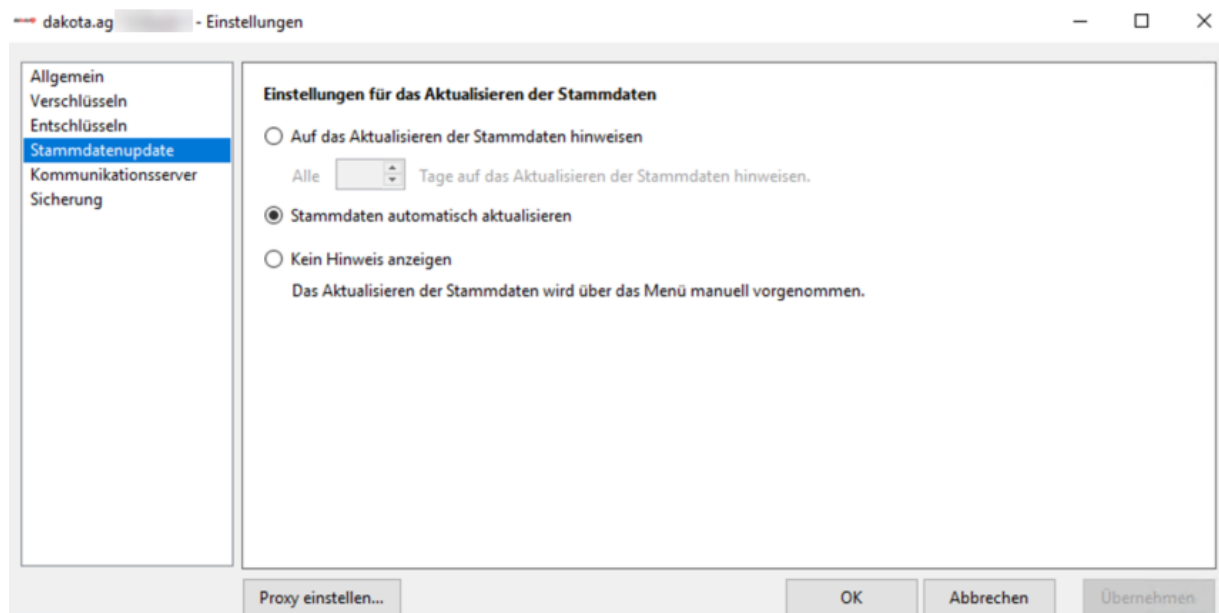 dakota.ag - Einstellungen
Allgemein
Verschlüsseln
Entschlüsseln
Stammdatenupdate
Kommunikationsserver
Sicherung
Einstellungen für das Aktualisieren der Stammdaten
Auf das Aktualisieren der Stammdaten hinweisen
Alle Tage auf das Aktualisieren der Stammdaten hinweisen.
Stammdaten automatisch aktualisieren
Kein Hinweis anzeigen
Das Aktualisieren der Stammdaten wird über das Menü manuell vorgenommen.
Proxy einstellen... OK Abbrechen Übernehmen